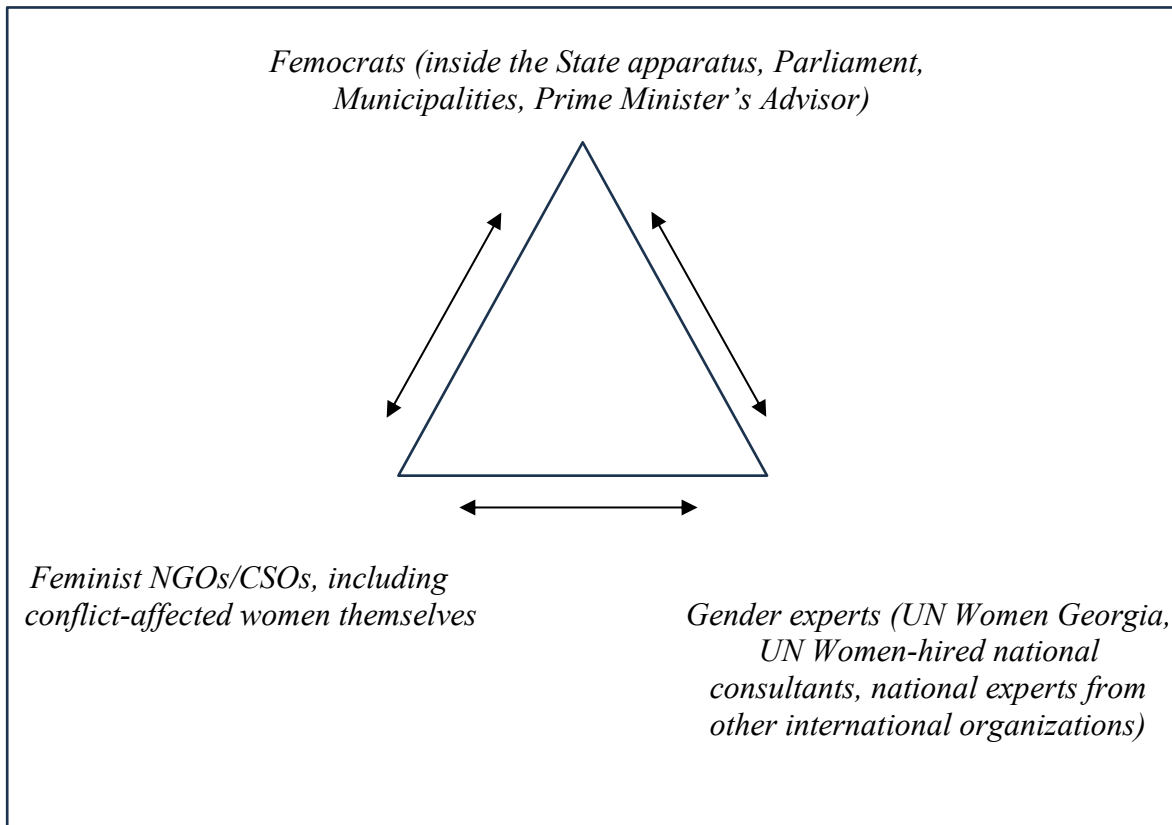 Femocrats (inside the State apparatus, Parliament,
Municipalities, Prime Minister’s Advisor)
Feminist NGOs/CSOs, including
conflict-affected women themselves
Gender experts (UN Women Georgia,
UN Women-hired national
consultants, national experts from
other international organizations)